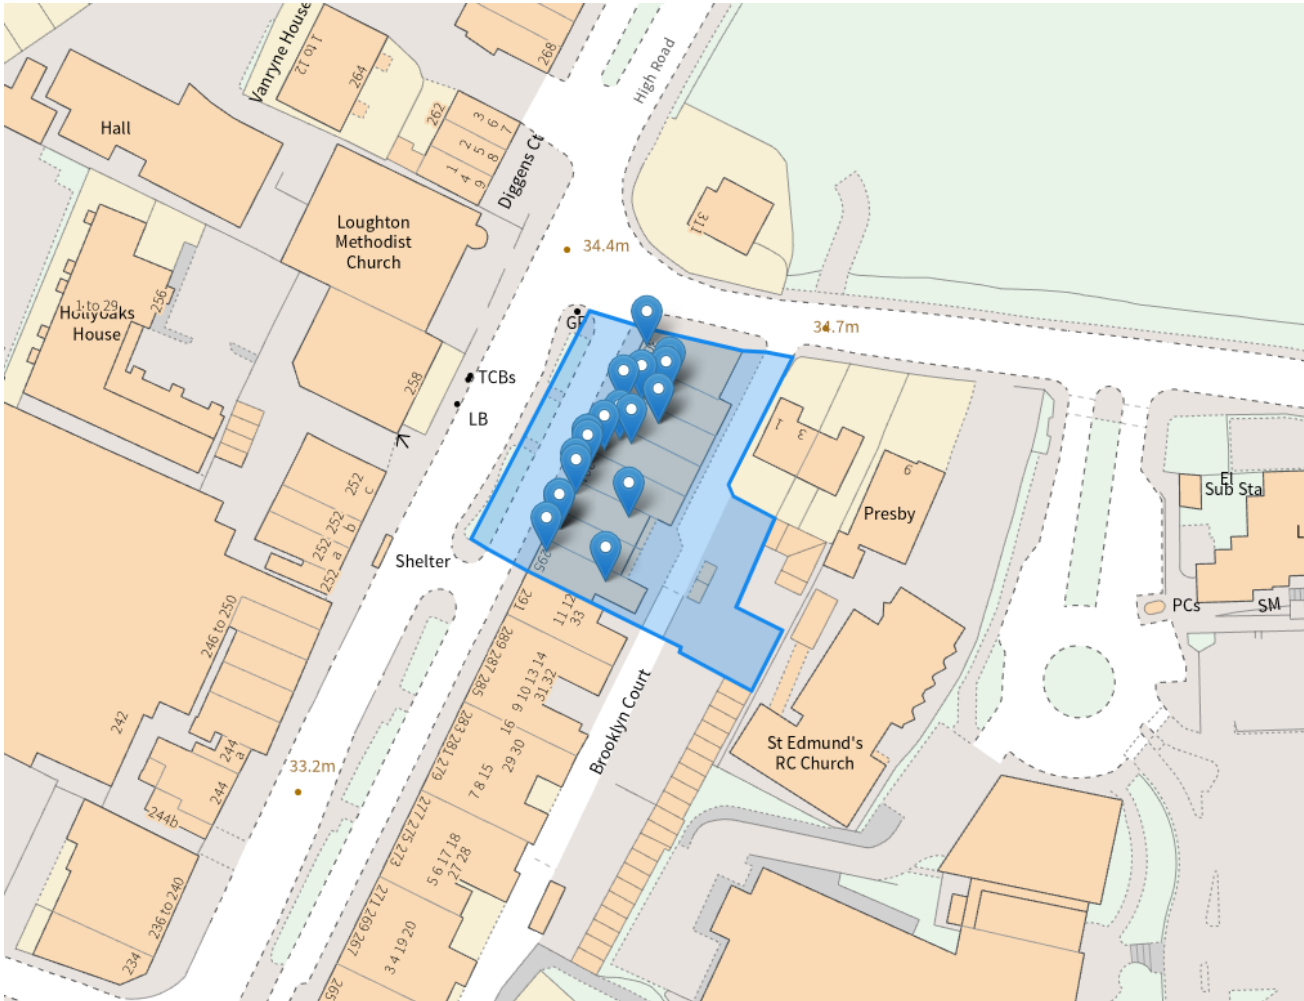 Vanryne House
1 to 12
264
268
High Road
Hall
262
3
6
7
2
5
8
1
4
9
Diggens Ct
Loughton
Methodist
Church
311
34.4m
1 to 29
Hollyoaks
House
256
GP
34.7m
TCBs
258
LB
1
3
9
El
Sub Sta
Presby
252
c
252
b
252
a
252
Shelter
295
291
11 12
33
PCs
SM
246 to 250
289 287 285
9 10 13 14
31 32
16
242
283 281 279
29 30
7 8 15
Brooklyn Court
St Edmund's
RC Church
244
a
33.2m
244
244b
277 275 273
5 6 17 18
27 28
236 to 240
234
271 269 267
3 4 19 20
265